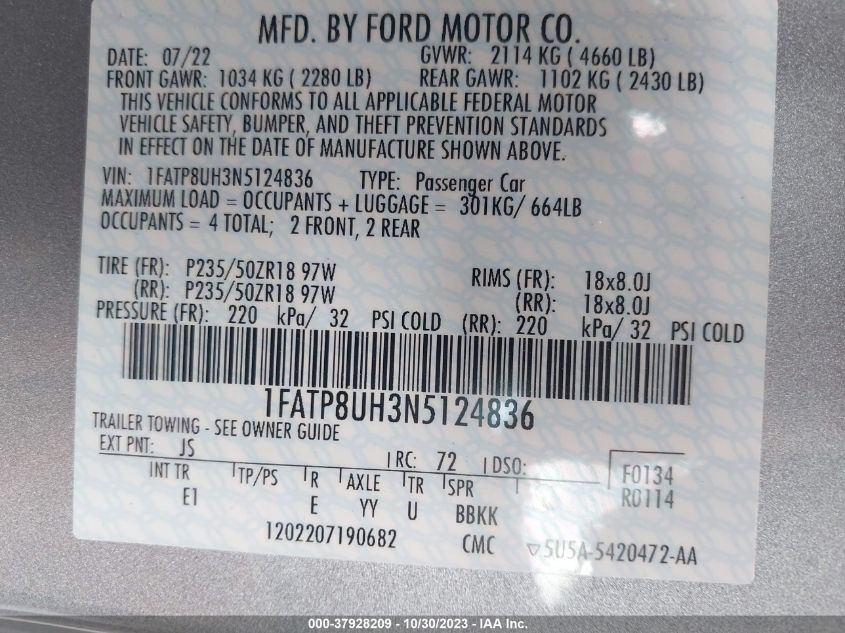 MFD. BY FORD MOTOR CO.
DATE: 07/22 GVWR: 2114 KG ( 4660 LB)
FRONT GAWR: 1034 KG ( 2280 LB) REAR GAWR: 1102 KG ( 2430 LB)
THIS VEHICLE CONFORMS TO ALL APPLICABLE FEDERAL MOTOR
VEHICLE SAFETY, BUMPER, AND THEFT PREVENTION STANDARDS
IN EFFECT ON THE DATE OF MANUFACTURE SHOWN ABOVE.
VIN: 1FATP8UH3N5124836 TYPE: Passenger Car
MAXIMUM LOAD = OCCUPANTS + LUGGAGE = 301KG/ 664LB
OCCUPANTS = 4 TOTAL; 2 FRONT, 2 REAR
TIRE (FR): P235/50ZR18 97W RIMS (FR): 18x8.0J
(RR): P235/50ZR18 97W (RR): 18x8.0J
PRESSURE (FR): 220 kPa/ 32 PSI COLD (RR): 220 kPa/ 32 PSI COLD
1FATP8UH3N5124836
TRAILER TOWING - SEE OWNER GUIDE
EXT PNT: JS RC: 72 DSO: F0134
INT TR TP/PS R AXLE TR SPR R0114
E1 E YY U BBKK
1202207190682 CMC ▽5U5A-5420472-AA
000-37928209 - 10/30/2023 - IAA Inc.